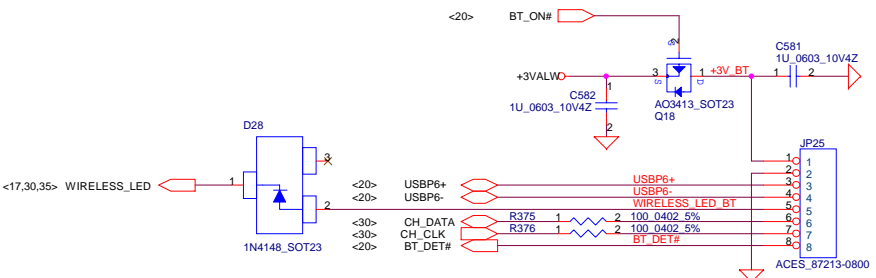 <20> BT_ON#
G
2
C581
1U_0603_10V4Z
+3VALW
3
S
D
1
+3V_BT
1
2
C582
1U_0603_10V4Z
1
2
AO3413_SOT23
Q18
D28
JP25
3
1
1
2
2
<17,30,35> WIRELESS_LED
1
<20> USBP6+
USBP6+
3
3
<20> USBP6-
USBP6-
4
4
2
WIRELESS_LED_BT
5
5
<30> CH_DATA
R375
1
2
100_0402_5%
6
6
<30> CH_CLK
R376
1
2
100_0402_5%
7
7
1N4148_SOT23
<20> BT_DET#
BT_DET#
8
8
ACES_87213-0800